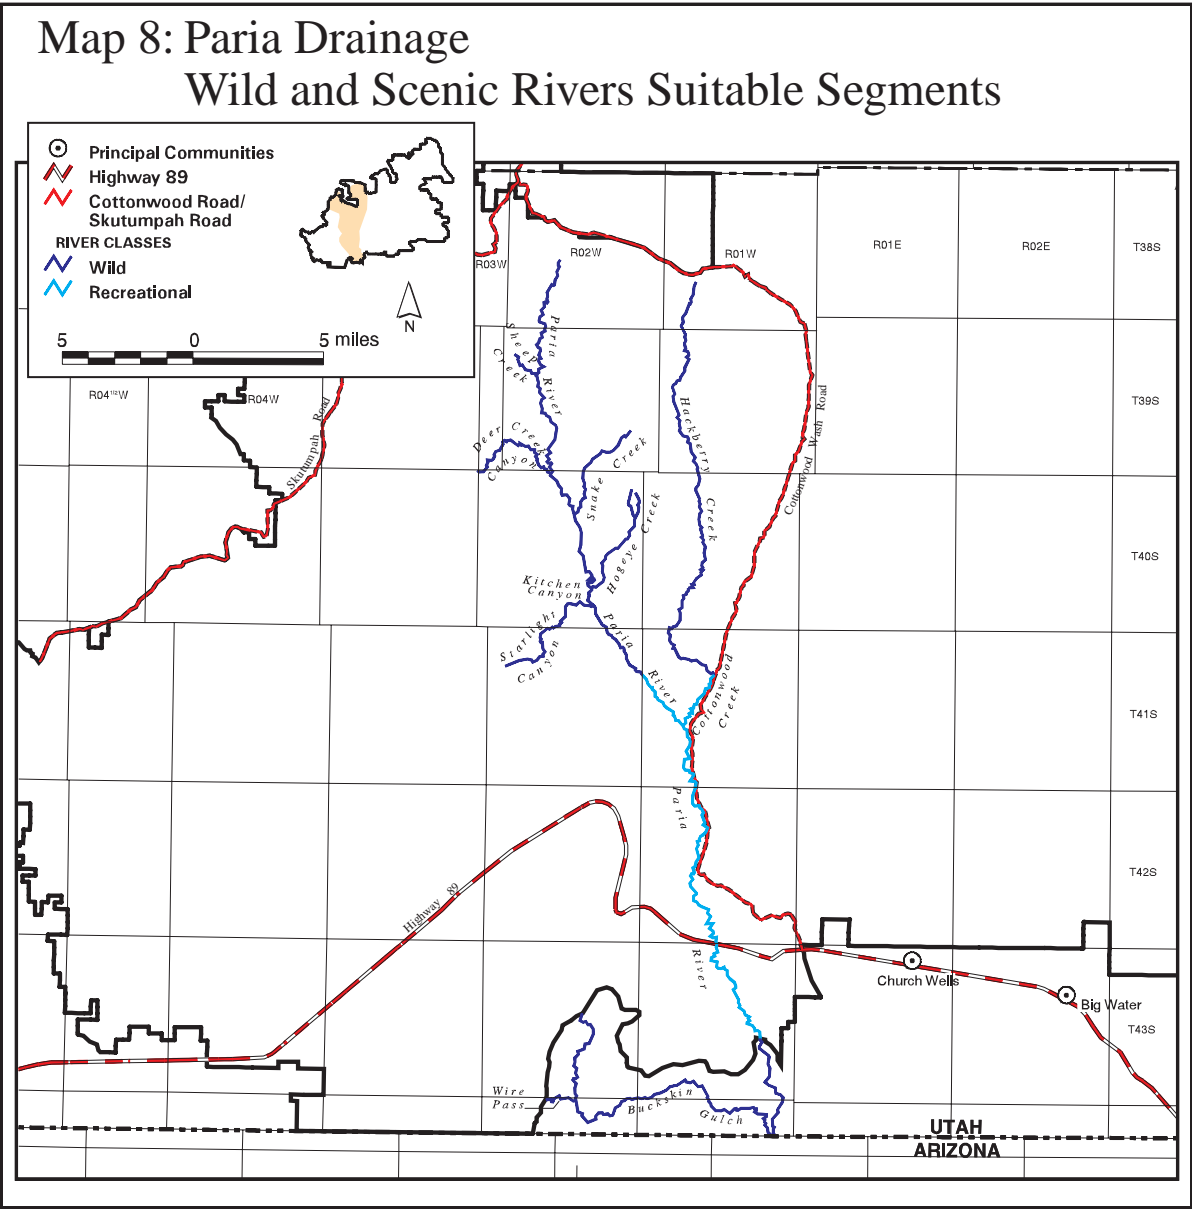 Map 8: Paria Drainage
Wild and Scenic Rivers Suitable Segments
Principal Communities
Highway 89
Cottonwood Road/
Skutumpah Road
RIVER CLASSES
Wild
Recreational
N
5 0 5 miles
R03W
R02W
R01W
R01E
R02E
T38S
R04 1/2 W
R04W
T39S
T40S
T41S
T42S
T43S
Skutumpah Road
Paria River
Sheep Creek
Deer Creek Canyon
Snake Creek
Hogeye Creek
Hackberry Creek
Cottonwood Wash Road
Kitchen
Canyon
Starlight
Canyon
Paria River
Cottonwood
Creek
Paria River
Highway 89
Church Wells
Big Water
Wire
Pass
Buckskin Gulch
UTAH
ARIZONA